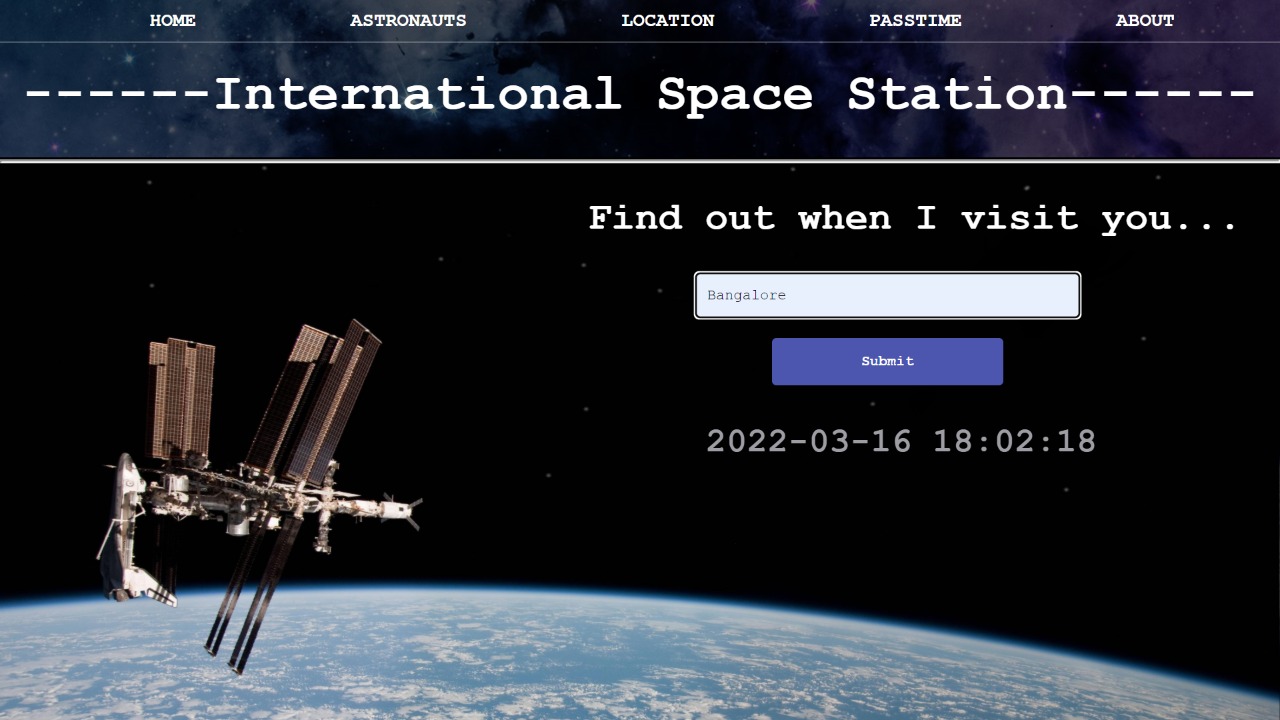 HOME ASTRONAUTS LOCATION PASSTIME ABOUT
------International Space Station------
Find out when I visit you...
Bangalore
Submit
2022-03-16 18:02:18